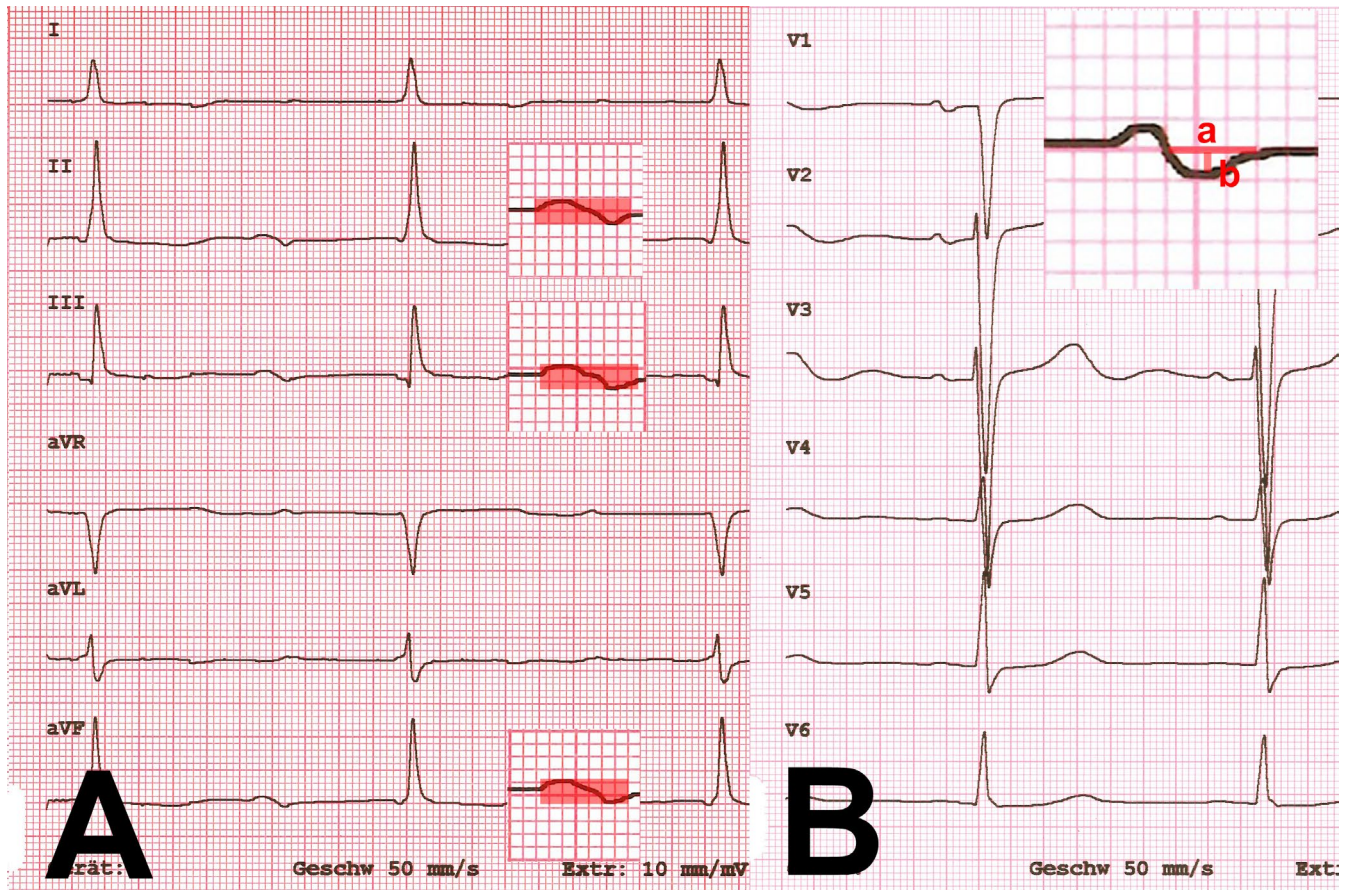 I
II
III
aVR
aVL
aVF
A
Geschw 50 mm/s
Extr: 10 mm/mV
V1
a
b
V2
V3
V4
V5
V6
B
Geschw 50 mm/s